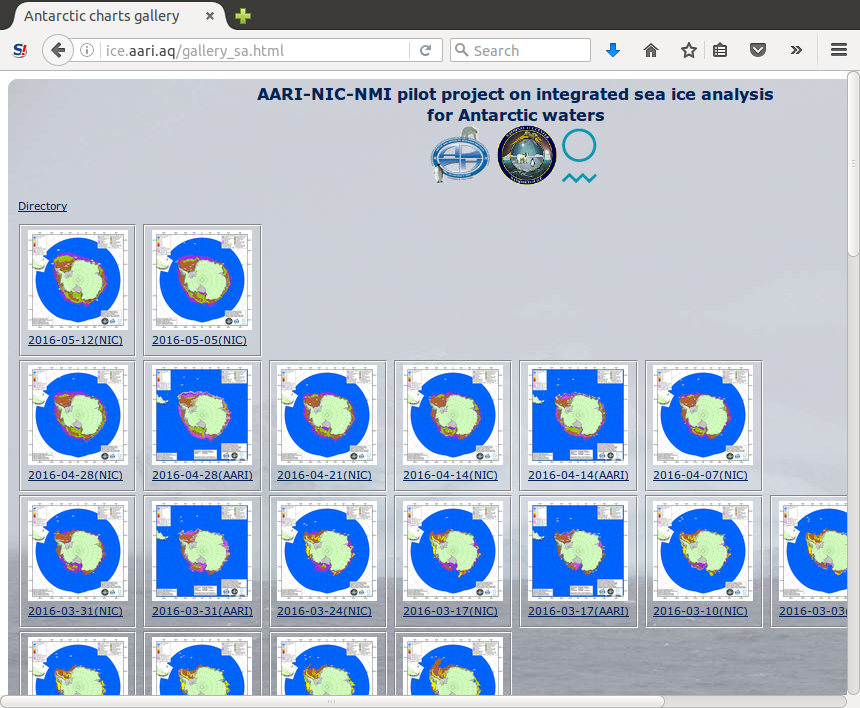 Antarctic charts gallery
S!
ice.aari.aq/gallery_sa.html
Search
AARI-NIC-NMI pilot project on integrated sea ice analysis
for Antarctic waters
Directory
2016-05-12(NIC) 2016-05-05(NIC)
2016-04-28(NIC) 2016-04-28(AARI) 2016-04-21(NIC) 2016-04-14(NIC) 2016-04-14(AARI) 2016-04-07(NIC)
2016-03-31(NIC) 2016-03-31(AARI) 2016-03-24(NIC) 2016-03-17(NIC) 2016-03-17(AARI) 2016-03-10(NIC) 2016-03-03(